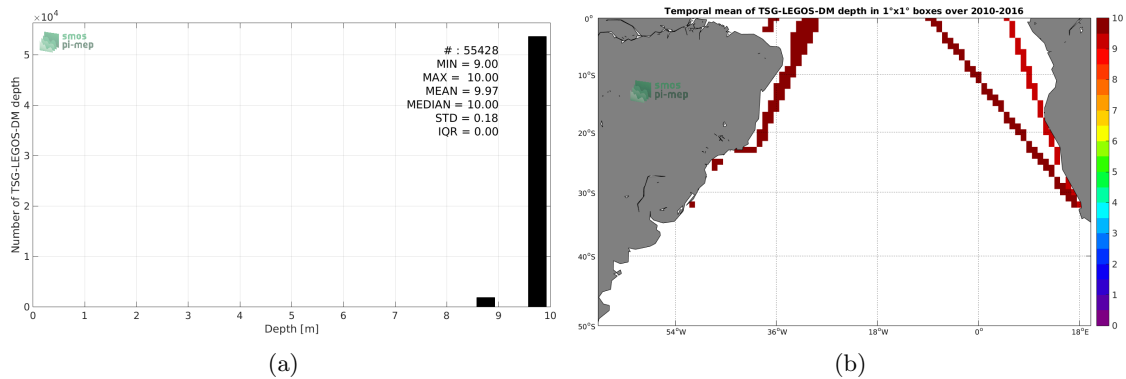 ×10⁴
smos
pi-mep
# : 55428
MIN = 9.00
MAX = 10.00
MEAN = 9.97
MEDIAN = 10.00
STD = 0.18
IQR = 0.00
Number of TSG-LEGOS-DM depth
5
4
3
2
1
0
0 1 2 3 4 5 6 7 8 9 10
Depth [m]
(a)
Temporal mean of TSG-LEGOS-DM depth in 1°x1° boxes over 2010-2016
smos
pi-mep
0°
10°S
20°S
30°S
40°S
50°S
54°W 36°W 18°W 0° 18°E
10
9
8
7
6
5
4
3
2
1
0
(b)